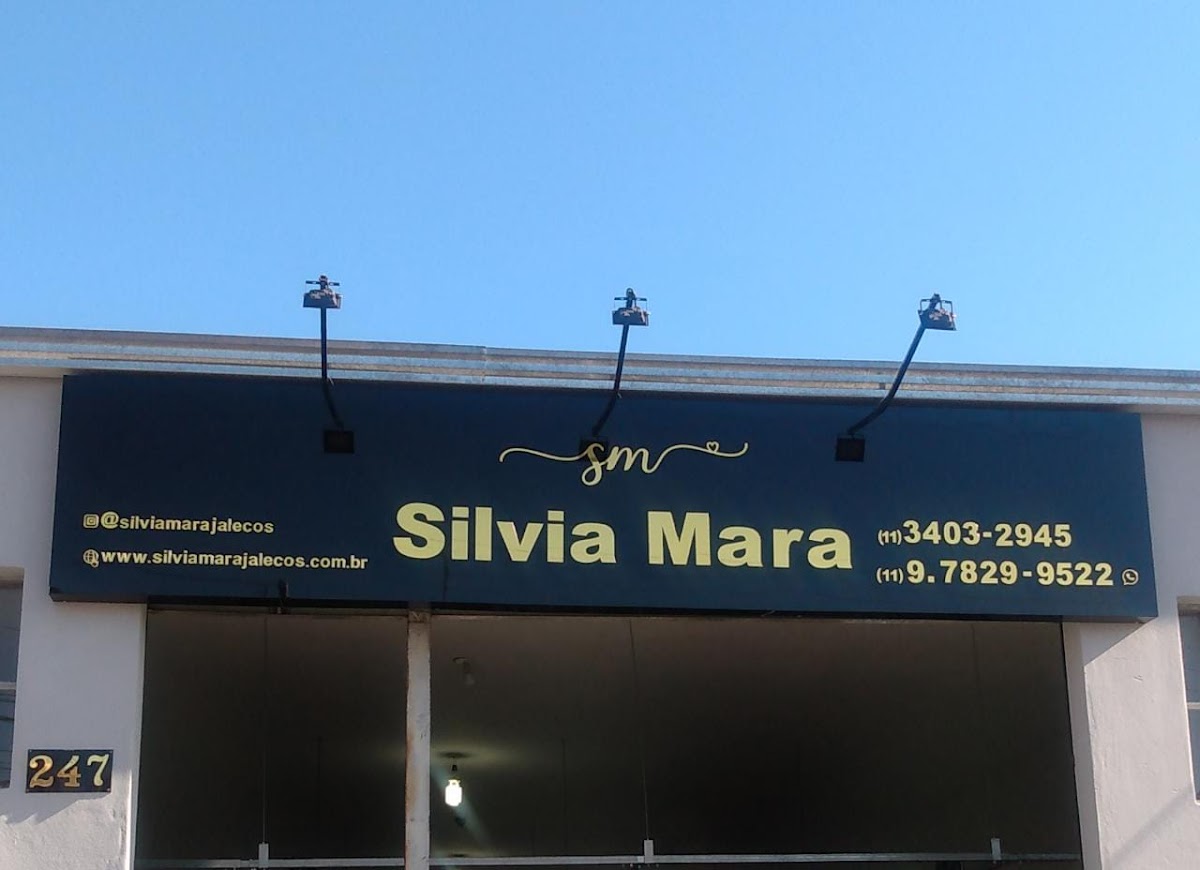 sm
Silvia Mara
@silviamarajalecos
www.silviamarajalecos.com.br
(11)3403-2945
(11)9.7829-9522
247